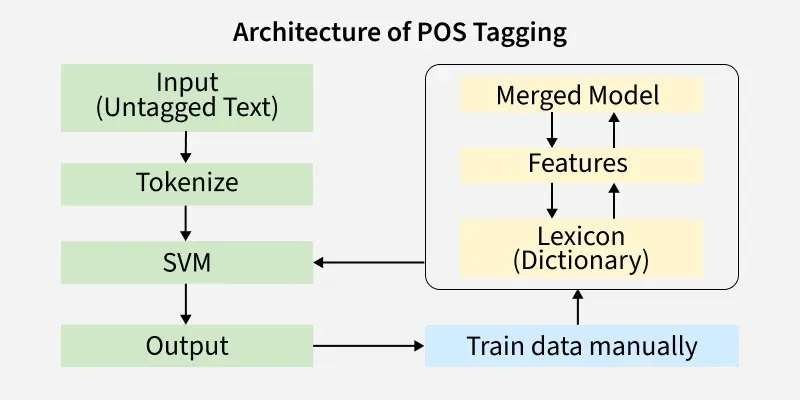 Architecture of POS Tagging
Input
(Untagged Text)
Tokenize
SVM
Output
Merged Model
Features
Lexicon
(Dictionary)
Train data manually